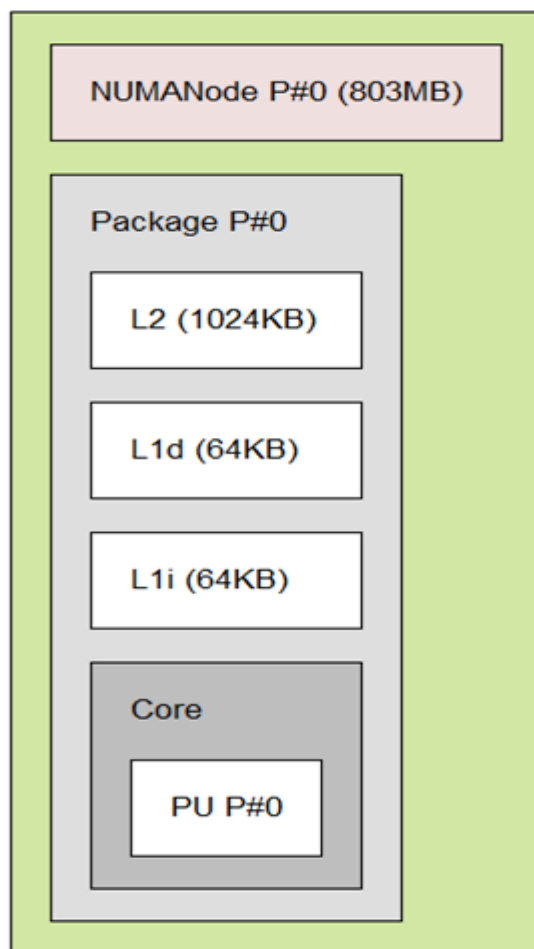 NUMANode P#0 (803MB)
Package P#0
L2 (1024KB)
L1d (64KB)
L1i (64KB)
Core
PU P#0